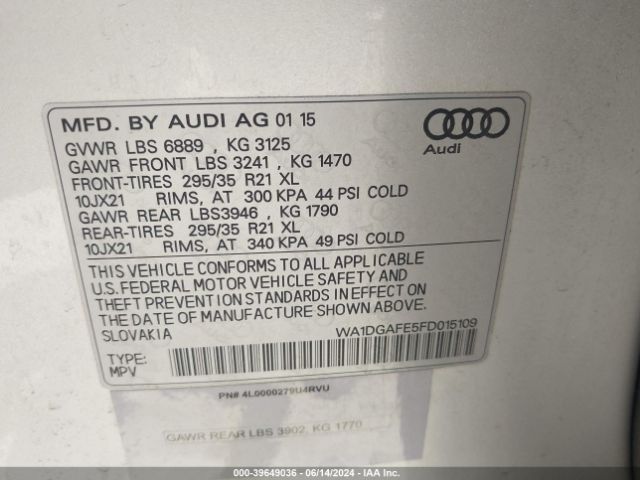 MFD. BY AUDI AG 01 15
GVWR LBS 6889 , KG 3125
GAWR FRONT LBS 3241 , KG 1470
FRONT-TIRES 295/35 R21 XL
10JX21 RIMS, AT 300 KPA 44 PSI COLD
GAWR REAR LBS3946 , KG 1790
REAR-TIRES 295/35 R21 XL
10JX21 RIMS, AT 340 KPA 49 PSI COLD
Audi
THIS VEHICLE CONFORMS TO ALL APPLICABLE
U.S. FEDERAL MOTOR VEHICLE SAFETY AND
THEFT PREVENTION STANDARDS IN EFFECT ON
THE DATE OF MANUFACTURE SHOWN ABOVE.
SLOVAKIA
WA1DGAFE5FD015109
TYPE:
MPV
PN# 4L0000279U4RVU
GAWR REAR LBS 3902, KG 1770
000-39649036 - 06/14/2024 - IAA Inc.